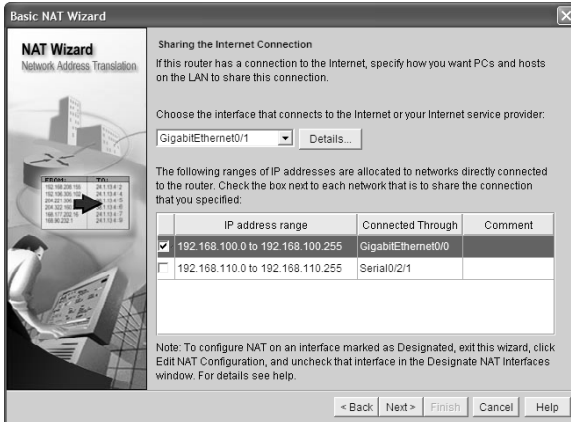 Basic NAT Wizard
NAT Wizard
Network Address Translation
FROM: TO:
Sharing the Internet Connection
If this router has a connection to the Internet, specify how you want PCs and hosts
on the LAN to share this connection.
Choose the interface that connects to the Internet or your Internet service provider:
GigabitEthernet0/1 Details...
The following ranges of IP addresses are allocated to networks directly connected
to the router. Check the box next to each network that is to share the connection
that you specified:
IP address range Connected Through Comment
192.168.100.0 to 192.168.100.255 GigabitEthernet0/0
192.168.110.0 to 192.168.110.255 Serial0/2/1
Note: To configure NAT on an interface marked as Designated, exit this wizard, click
Edit NAT Configuration, and uncheck that interface in the Designate NAT Interfaces
window. For details see help.
< Back Next > Finish Cancel Help